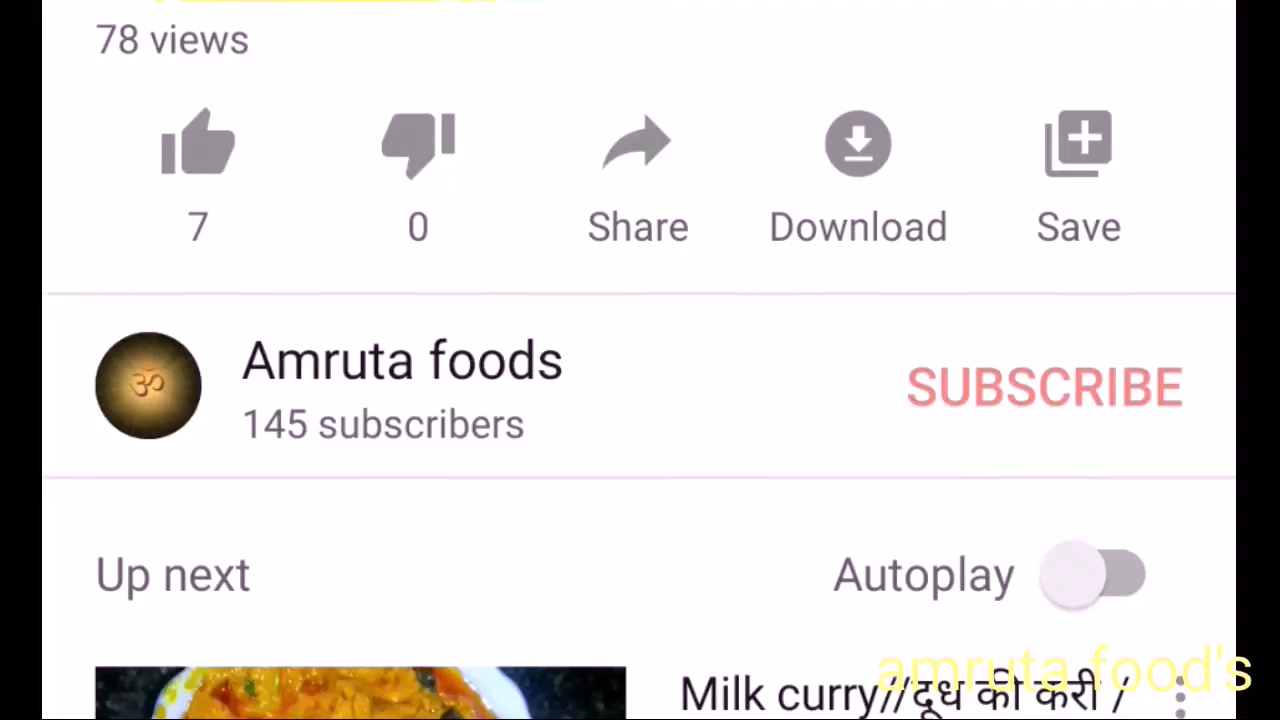 78 views
7
0
Share
Download
Save
ॐ
Amruta foods
145 subscribers
SUBSCRIBE
Up next
Autoplay
Milk curry//दूध की करी /
amruta food's